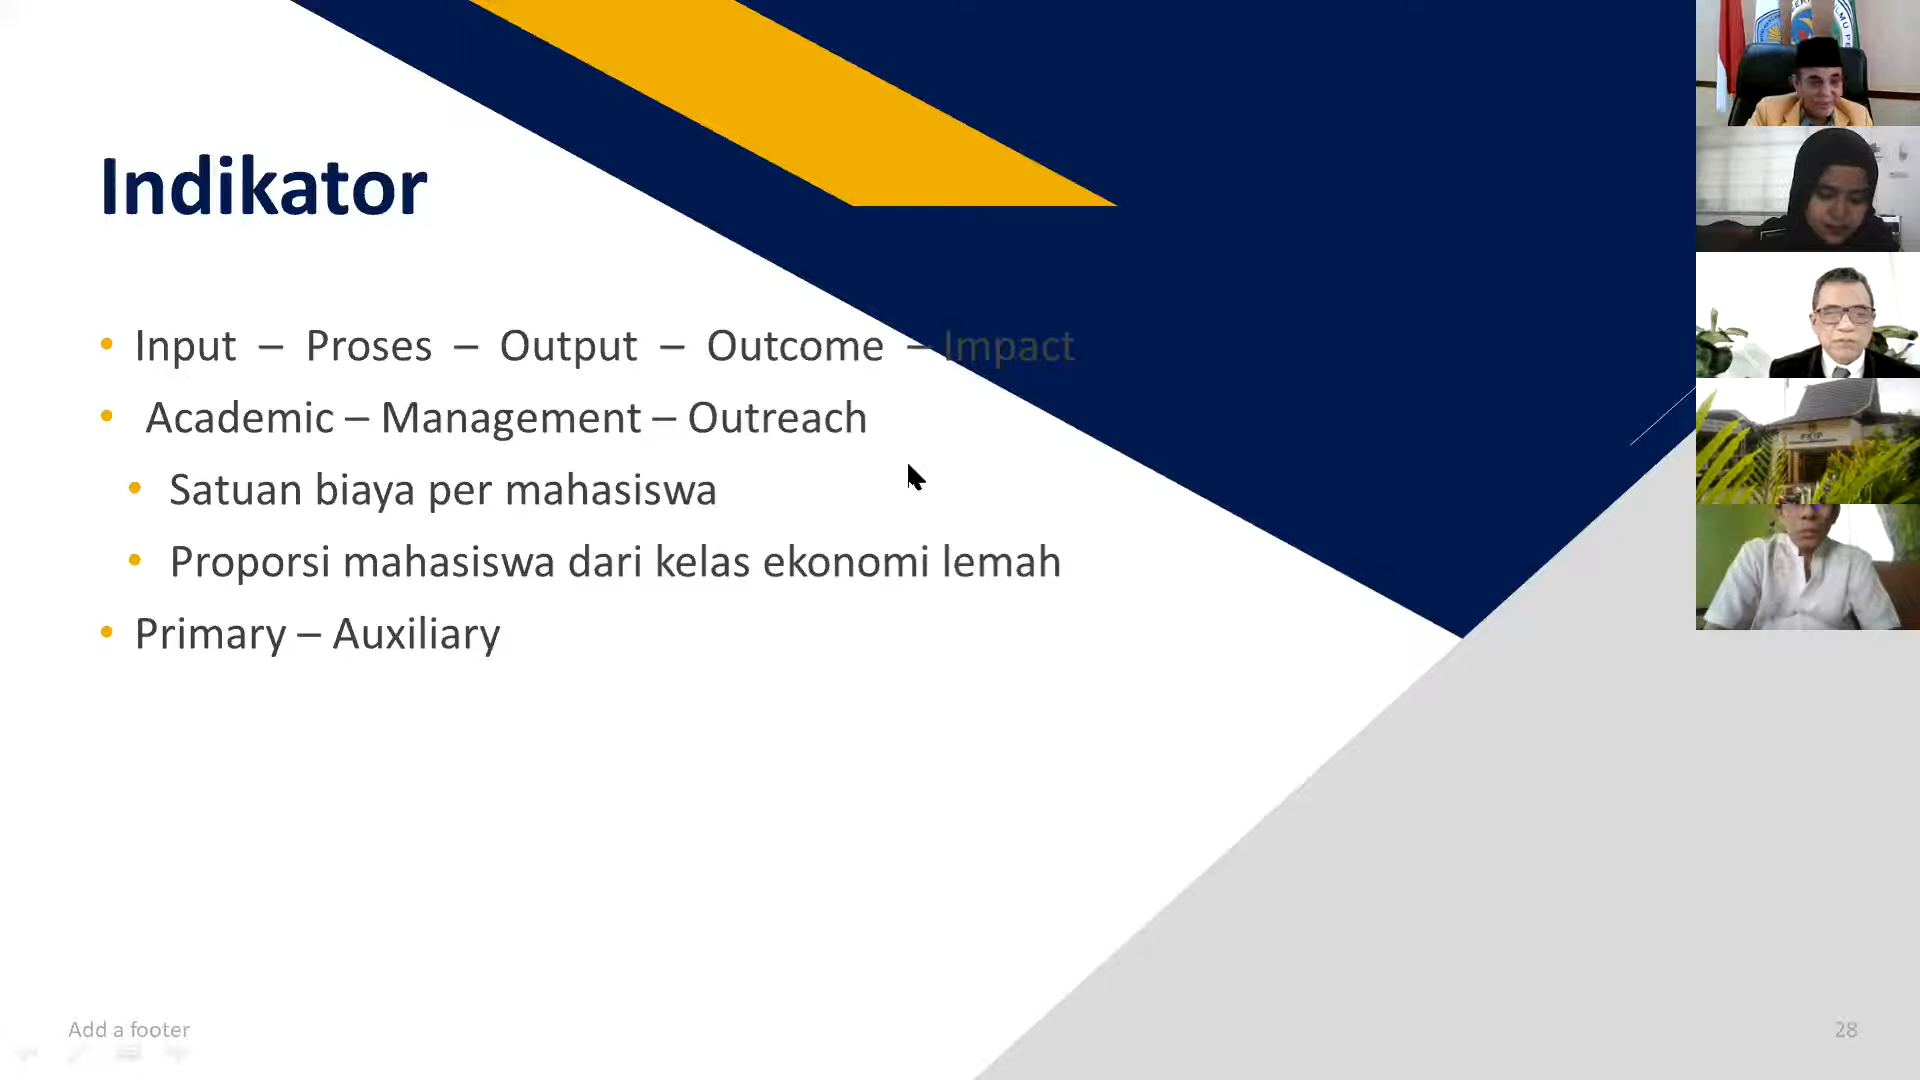 Indikator
• Input – Proses – Output – Outcome – Impact
• Academic – Management – Outreach
• Satuan biaya per mahasiswa
• Proporsi mahasiswa dari kelas ekonomi lemah
• Primary – Auxiliary
Add a footer
28
FKIP